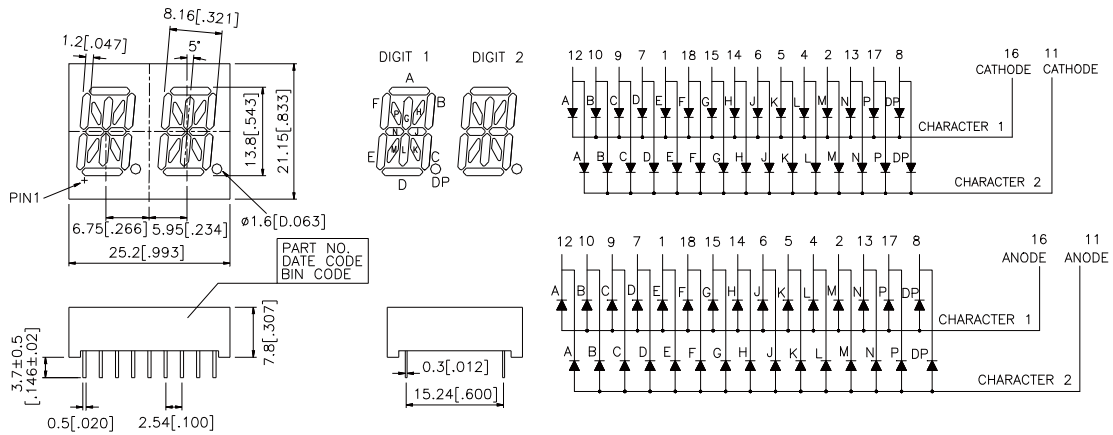 8.16[.321]
1.2[.047]
5°
13.8[.543]
21.15[.833]
PIN1
6.75[.266]
5.95[.234]
ø1.6[D.063]
25.2[.993]
PART NO.
DATE CODE
BIN CODE
3.7±0.5
[.146±.02]
7.8[.307]
0.5[.020]
2.54[.100]
0.3[.012]
15.24[.600]
DIGIT 1
DIGIT 2
A
F
B
P
G
H
N
J
M
L
K
E
C
D
DP
12 10 9 7 1 18 15 14 6 5 4 2 13 17 8
16
CATHODE
11
CATHODE
A B C D E F G H J K L M N P DP
CHARACTER 1
A B C D E F G H J K L M N P DP
CHARACTER 2
12 10 9 7 1 18 15 14 6 5 4 2 13 17 8
16
ANODE
11
ANODE
A B C D E F G H J K L M N P DP
CHARACTER 1
A B C D E F G H J K L M N P DP
CHARACTER 2